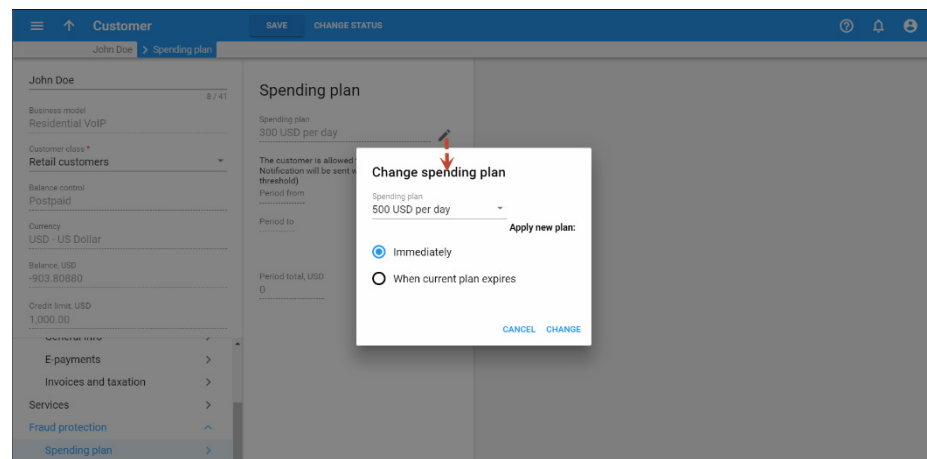 Customer
SAVE
CHANGE STATUS
John Doe
Spending plan
John Doe
8 / 41
Business model
Residential VoIP
Customer class *
Retail customers
Balance control
Postpaid
Currency
USD - US Dollar
Balance, USD
-903.80880
Credit limit, USD
1,000.00
General info
E-payments
Invoices and taxation
Services
Fraud protection
Spending plan
Spending plan
Spending plan
300 USD per day
The customer is allowed
Notification will be sent
threshold)
Period from
Period to
Period total, USD
0
Change spending plan
Spending plan
500 USD per day
Apply new plan:
Immediately
When current plan expires
CANCEL
CHANGE